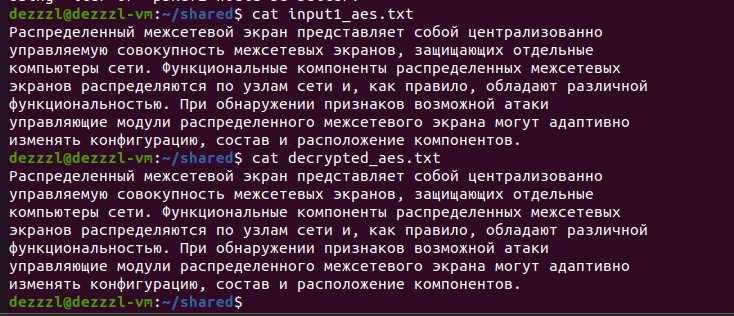 dezzzl@dezzzl-vm:~/shared$ cat input1_aes.txt
Распределенный межсетевой экран представляет собой централизованно
управляемую совокупность межсетевых экранов, защищающих отдельные
компьютеры сети. Функциональные компоненты распределенных межсетевых
экранов распределяются по узлам сети и, как правило, обладают различной
функциональностью. При обнаружении признаков возможной атаки
управляющие модули распределенного межсетевого экрана могут адаптивно
изменять конфигурацию, состав и расположение компонентов.
dezzzl@dezzzl-vm:~/shared$ cat decrypted_aes.txt
Распределенный межсетевой экран представляет собой централизованно
управляемую совокупность межсетевых экранов, защищающих отдельные
компьютеры сети. Функциональные компоненты распределенных межсетевых
экранов распределяются по узлам сети и, как правило, обладают различной
функциональностью. При обнаружении признаков возможной атаки
управляющие модули распределенного межсетевого экрана могут адаптивно
изменять конфигурацию, состав и расположение компонентов.
dezzzl@dezzzl-vm:~/shared$